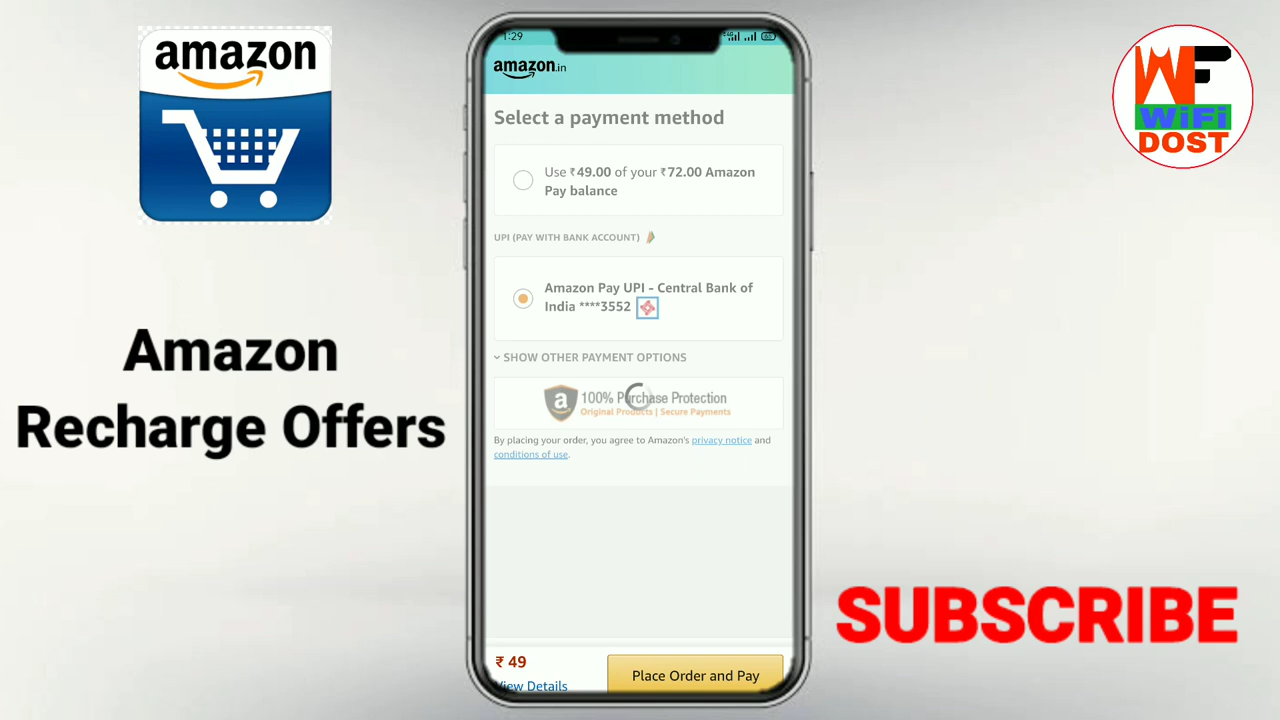 amazon
Amazon
Recharge Offers
1:29
amazon.in
Select a payment method
Use ₹49.00 of your ₹72.00 Amazon
Pay balance
UPI (PAY WITH BANK ACCOUNT)
Amazon Pay UPI - Central Bank of
India ****3552
SHOW OTHER PAYMENT OPTIONS
a
100% Purchase Protection
Original Products | Secure Payments
By placing your order, you agree to Amazon's privacy notice and
conditions of use.
₹ 49
View Details
Place Order and Pay
WF
WiFi
DOST
SUBSCRIBE